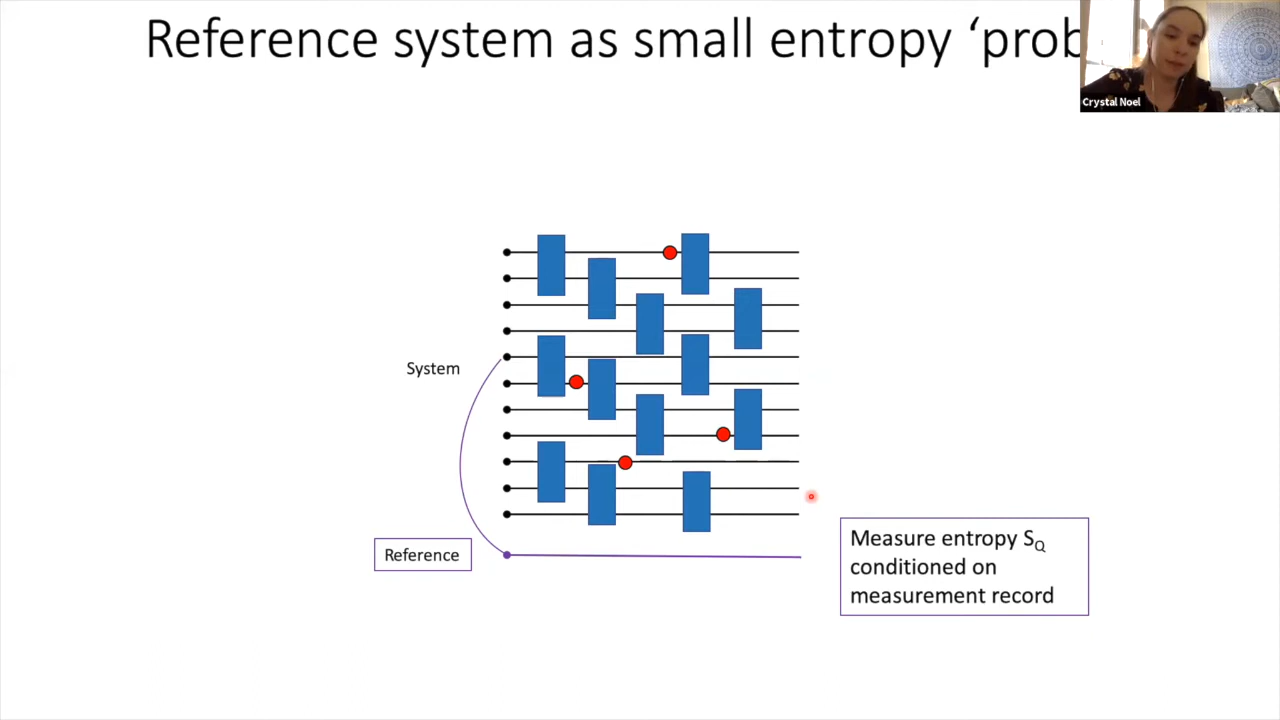 Reference system as small entropy ‘prob
Crystal Noel
System
Reference
Measure entropy S_Q
conditioned on
measurement record